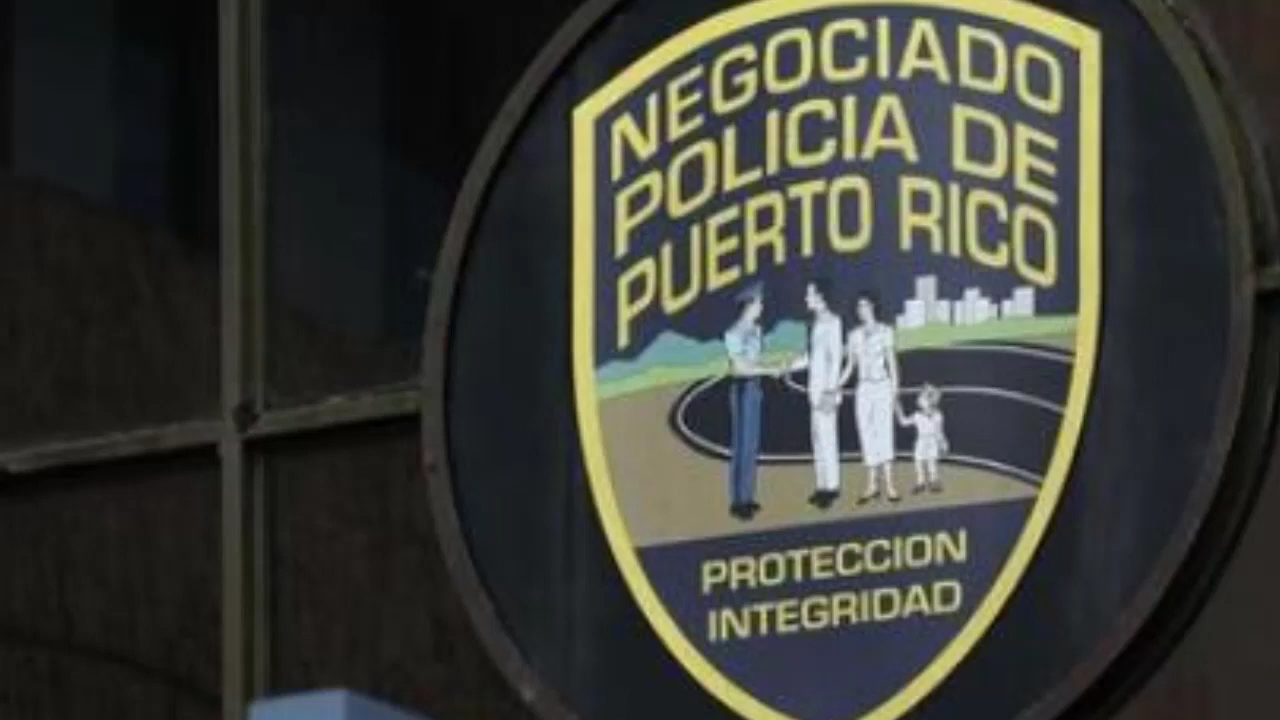 NEGOCIADO
POLICIA DE
PUERTO RICO
PROTECCION
INTEGRIDAD